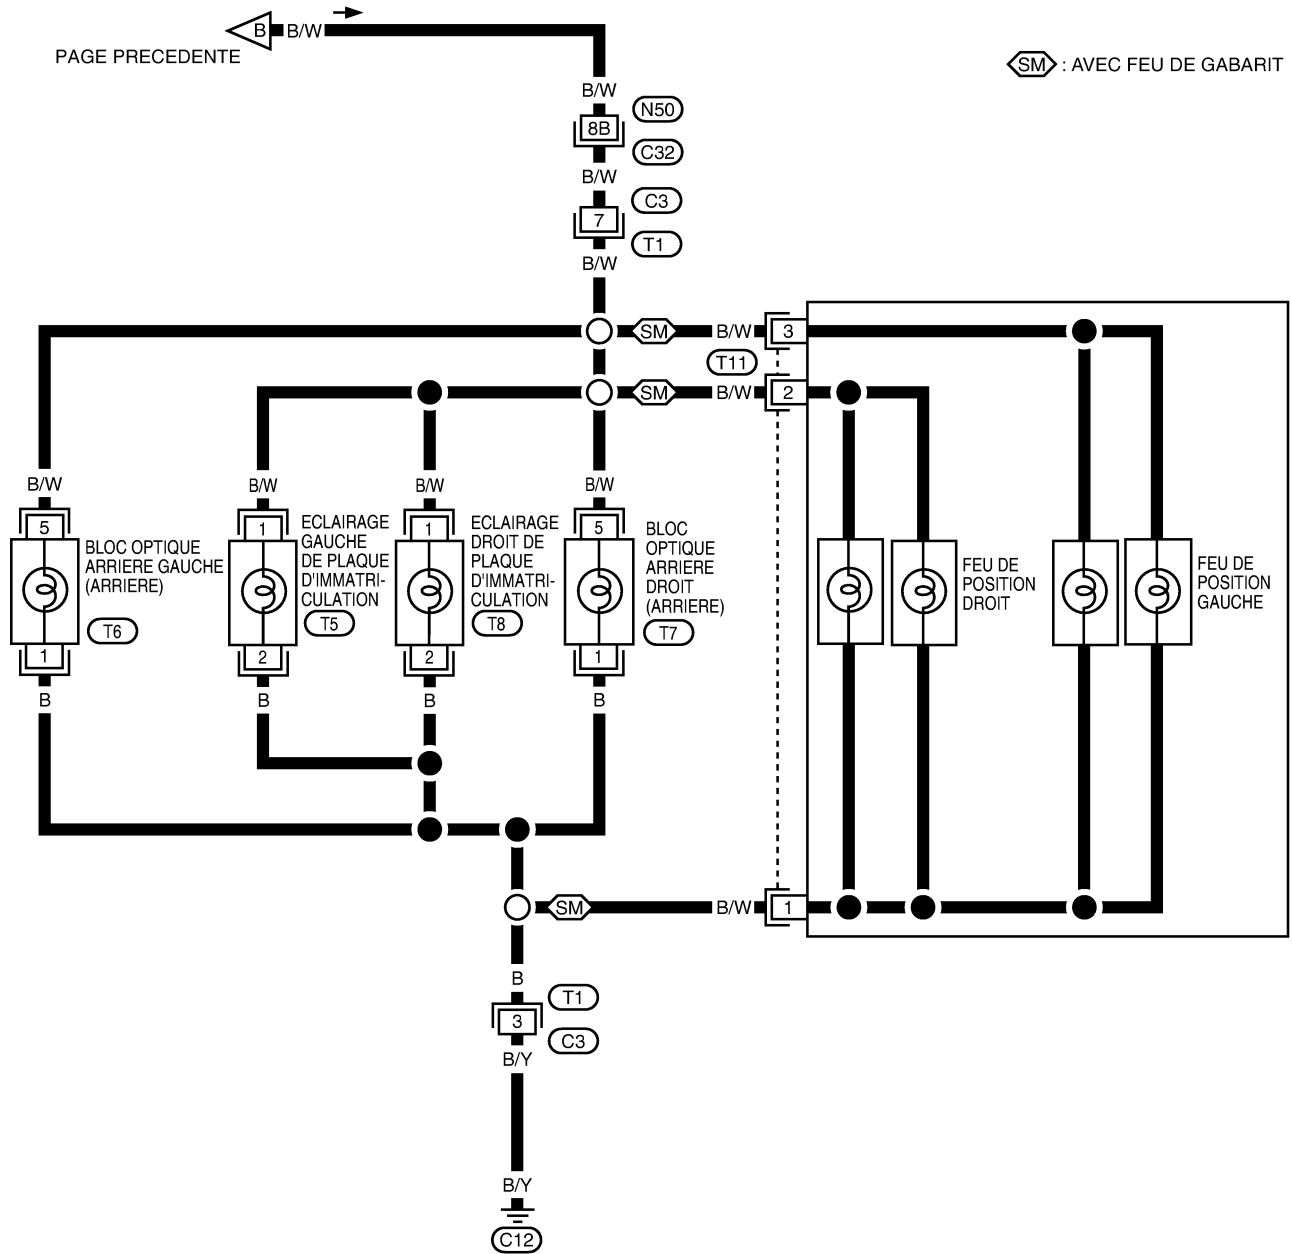 B B/W
PAGE PRECEDENTE
SM : AVEC FEU DE GABARIT
B/W
N50
8B
C32
B/W
C3
7
T1
B/W
SM B/W 3
T11
SM B/W 2
B/W
B/W
B/W
B/W
5
BLOC OPTIQUE
ARRIERE GAUCHE
(ARRIERE)
T6
1
B
1
ECLAIRAGE
GAUCHE
DE PLAQUE
D'IMMATRI-
CULATION
T5
2
B
1
ECLAIRAGE
DROIT DE
PLAQUE
D'IMMATRI-
CULATION
T8
2
B
5
BLOC
OPTIQUE
ARRIERE
DROIT
(ARRIERE)
T7
1
B
FEU DE
POSITION
DROIT
FEU DE
POSITION
GAUCHE
SM B/W 1
B
T1
3
C3
B/Y
B/Y
C12